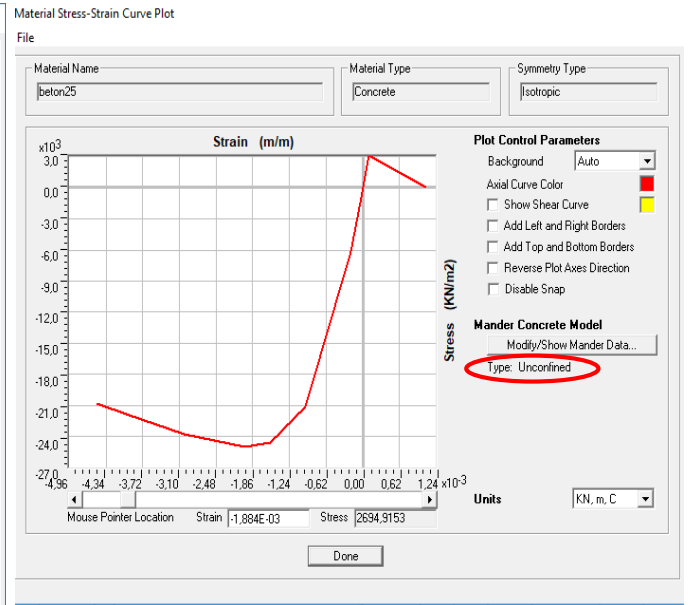 Material Stress-Strain Curve Plot
File
Material Name
beton25
Material Type
Concrete
Symmetry Type
Isotropic
x10³
Strain (m/m)
3,0
0,0
-3,0
-6,0
-9,0
-12,0
-15,0
-18,0
-21,0
-24,0
-27,0
-4,96 -4,34 -3,72 -3,10 -2,48 -1,86 -1,24 -0,62 0,00 0,62 1,24 x10⁻³
Stress (KN/m2)
Mouse Pointer Location Strain -1,884E-03 Stress 2694,9153
Plot Control Parameters
Background Auto
Axial Curve Color
Show Shear Curve
Add Left and Right Borders
Add Top and Bottom Borders
Reverse Plot Axes Direction
Disable Snap
Mander Concrete Model
Modify/Show Mander Data...
Type: Unconfined
Units KN, m, C
Done